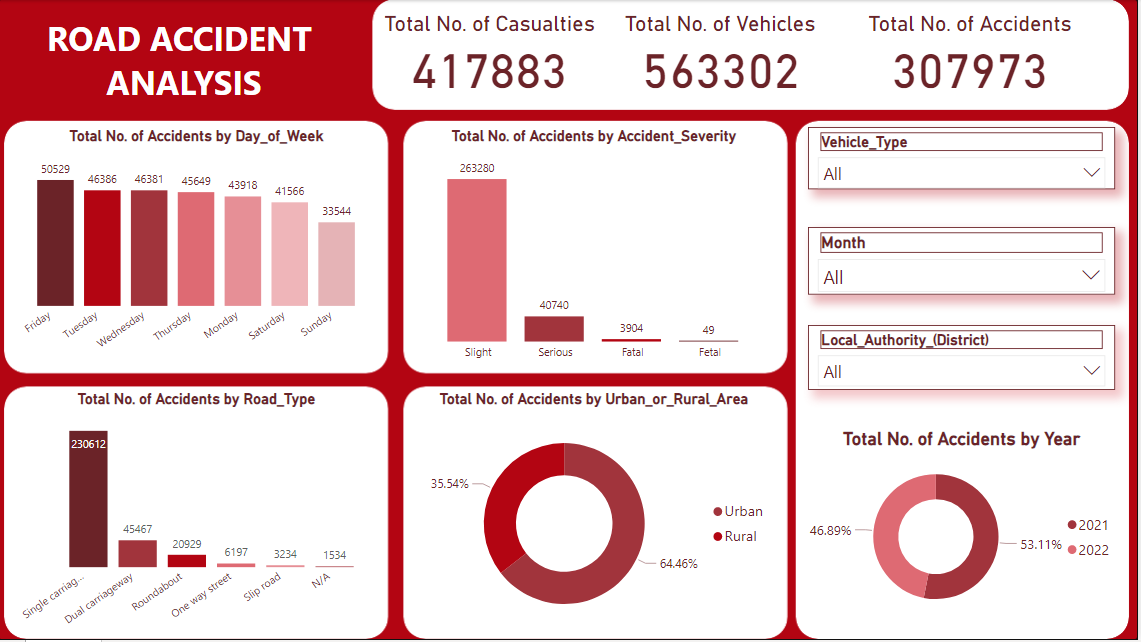 ROAD ACCIDENT
ANALYSIS
Total No. of Casualties
417883
Total No. of Vehicles
563302
Total No. of Accidents
307973
Total No. of Accidents by Day_of_Week
50529
46386
46381
45649
43918
41566
33544
Friday
Tuesday
Wednesday
Thursday
Monday
Saturday
Sunday
Total No. of Accidents by Accident_Severity
263280
40740
3904
49
Slight
Serious
Fatal
Fetal
Vehicle_Type
All
Month
All
Local_Authority_(District)
All
Total No. of Accidents by Road_Type
230612
45467
20929
6197
3234
1534
Single carriag...
Dual carriageway
Roundabout
One way street
Slip road
N/A
Total No. of Accidents by Urban_or_Rural_Area
35.54%
64.46%
Urban
Rural
Total No. of Accidents by Year
46.89%
53.11%
2021
2022